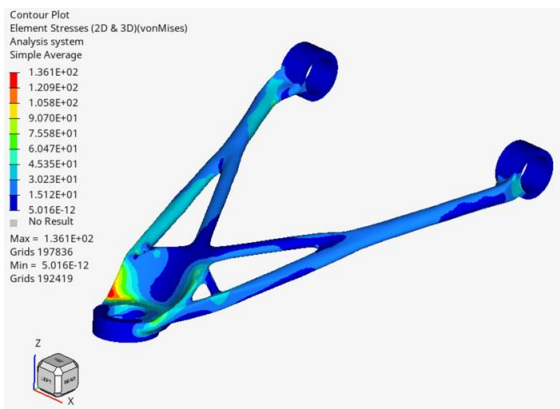 Contour Plot
Element Stresses (2D & 3D)(vonMises)
Analysis system
Simple Average
1.361E+02
1.209E+02
1.058E+02
9.070E+01
7.558E+01
6.047E+01
4.535E+01
3.023E+01
1.512E+01
5.016E-12
No Result
Max = 1.361E+02
Grids 197836
Min = 5.016E-12
Grids 192419
Z
LEFT
REAR
X